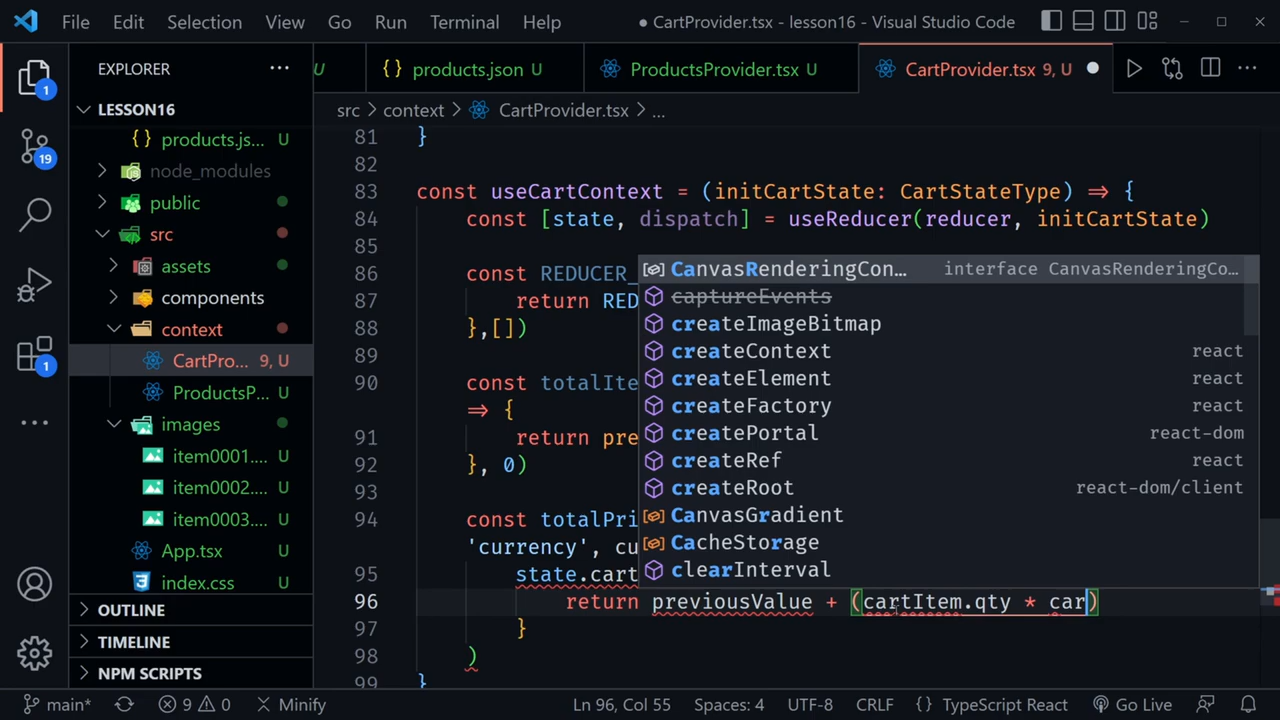 File Edit Selection View Go Run Terminal Help
● CartProvider.tsx - lesson16 - Visual Studio Code
EXPLORER
U
{} products.json U
ProductsProvider.tsx U
CartProvider.tsx 9, U
LESSON16
{} products.js... U
node_modules
public
src
assets
components
context
CartPro... 9, U
ProductsP... U
images
item0001.... U
item0002.... U
item0003.... U
App.tsx U
index.css U
OUTLINE
TIMELINE
NPM SCRIPTS
1
19
1
src > context > CartProvider.tsx > ...
81 }
82
83 const useCartContext = (initCartState: CartStateType) => {
84 const [state, dispatch] = useReducer(reducer, initCartState)
85
86 const REDUCER_
87 return RED
88 },[])
89
90 const totalIte
=> {
91 return pre
92 }, 0)
93
94 const totalPri
'currency', cu
95 state.cart
96 return previousValue + (cartItem.qty * car)
97 }
98 )
99 }
CanvasRenderingCon... interface CanvasRenderingCo...
captureEvents
createImageBitmap
createContext react
createElement react
createFactory react
createPortal react-dom
createRef react
createRoot react-dom/client
CanvasGradient
CacheStorage
clearInterval
main* 9 0 Minify Ln 96, Col 55 Spaces: 4 UTF-8 CRLF {} TypeScript React Go Live